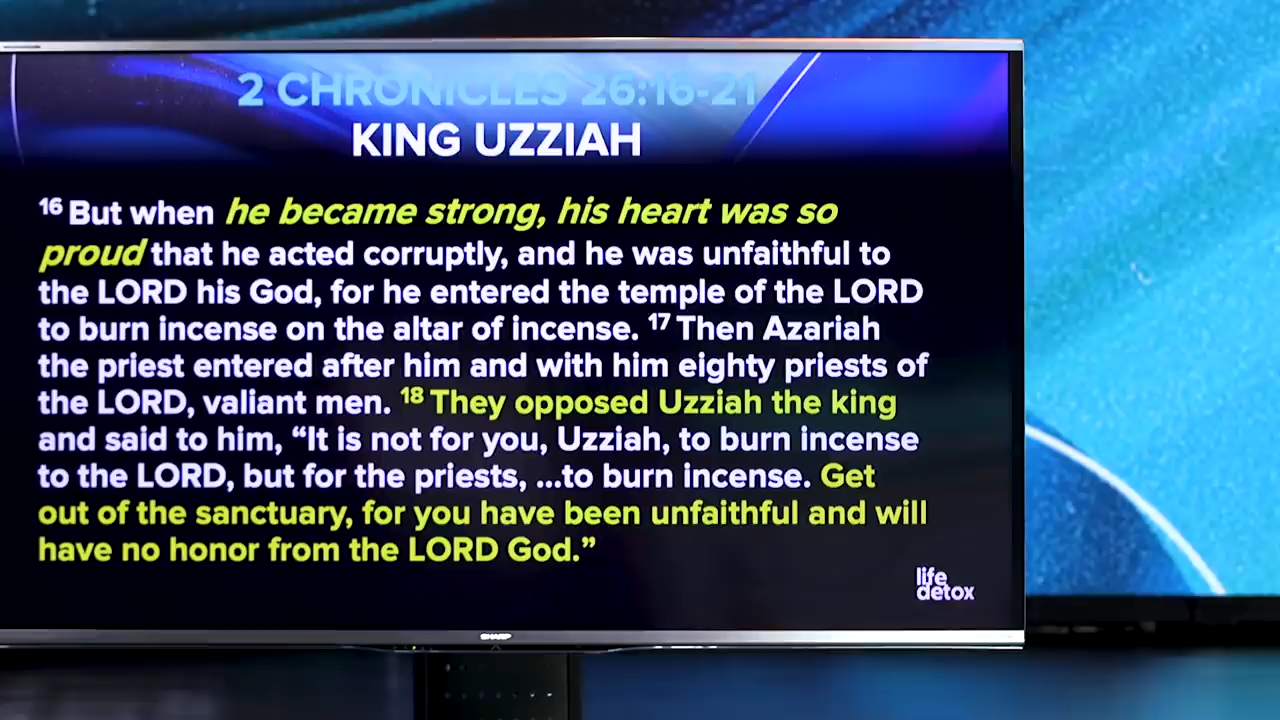 2 CHRONICLES 26:16-21
KING UZZIAH
16 But when he became strong, his heart was so
proud that he acted corruptly, and he was unfaithful to
the LORD his God, for he entered the temple of the LORD
to burn incense on the altar of incense. 17 Then Azariah
the priest entered after him and with him eighty priests of
the LORD, valiant men. 18 They opposed Uzziah the king
and said to him, “It is not for you, Uzziah, to burn incense
to the LORD, but for the priests, ...to burn incense. Get
out of the sanctuary, for you have been unfaithful and will
have no honor from the LORD God.”
life
detox
SHARP